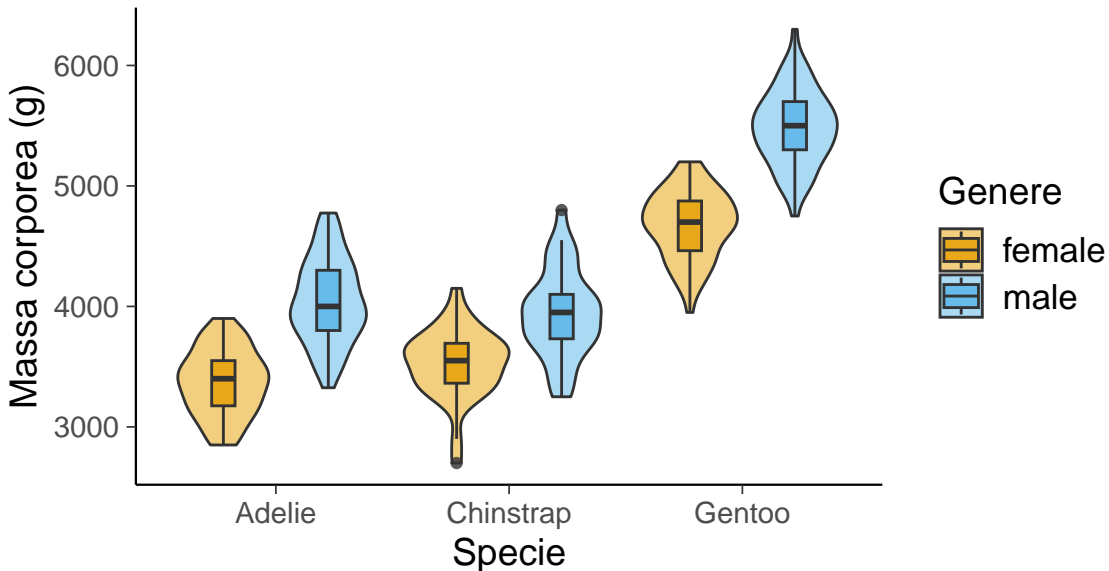 Massa corporea (g)
6000
5000
4000
3000
Adelie Chinstrap Gentoo
Specie
Genere
female
male